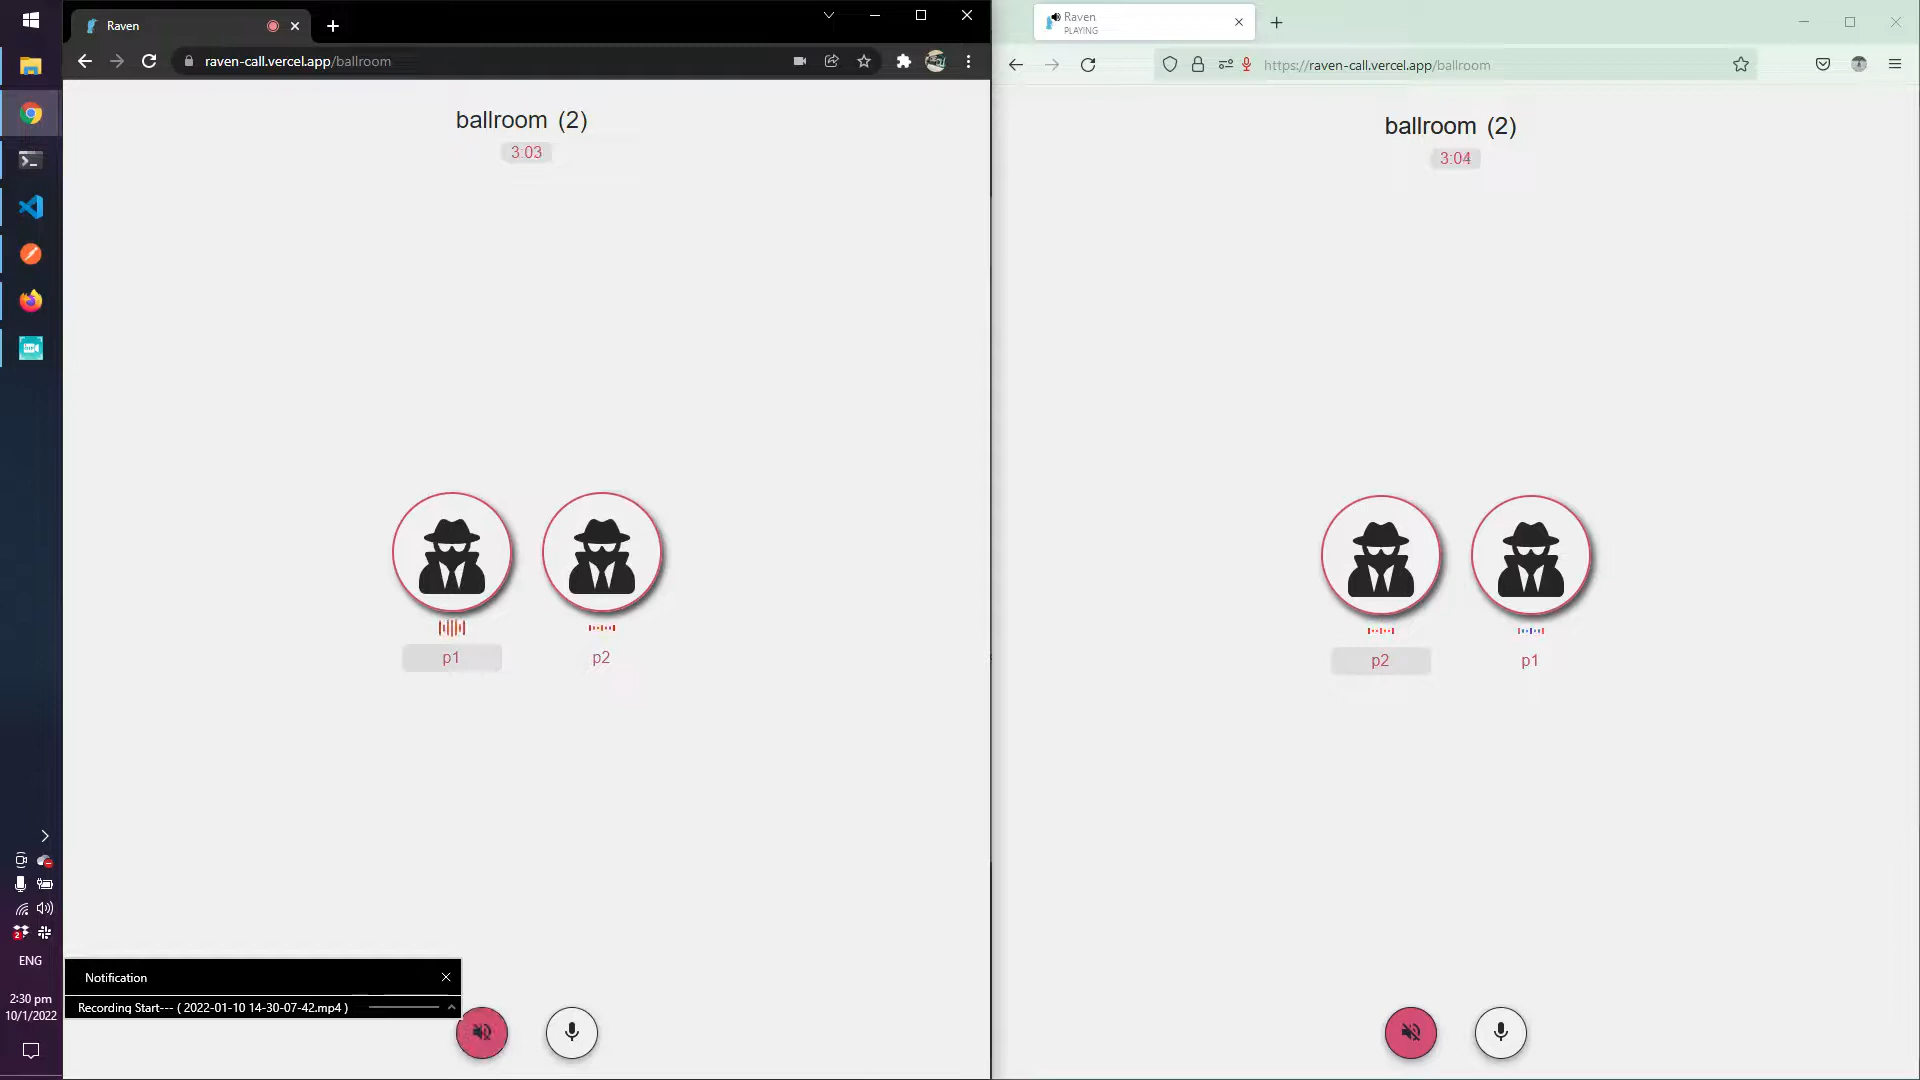 Raven
raven-call.vercel.app/ballroom
ballroom (2)
3:03
p1
p2
Notification
Recording Start--- ( 2022-01-10 14-30-07-42.mp4 )
Raven
PLAYING
https://raven-call.vercel.app/ballroom
ballroom (2)
3:04
p2
p1
2
ENG
2:30 pm
10/1/2022